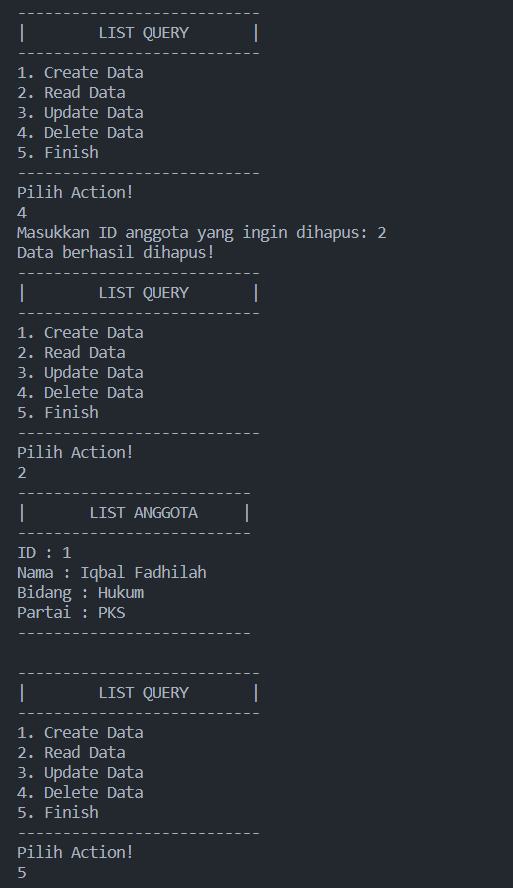 ---------------------------
|        LIST QUERY       |
---------------------------
1. Create Data
2. Read Data
3. Update Data
4. Delete Data
5. Finish
---------------------------
Pilih Action!
4
Masukkan ID anggota yang ingin dihapus: 2
Data berhasil dihapus!
---------------------------
|        LIST QUERY       |
---------------------------
1. Create Data
2. Read Data
3. Update Data
4. Delete Data
5. Finish
---------------------------
Pilih Action!
2
--------------------------
|       LIST ANGGOTA     |
--------------------------
ID : 1
Nama : Iqbal Fadhilah
Bidang : Hukum
Partai : PKS
--------------------------

---------------------------
|        LIST QUERY       |
---------------------------
1. Create Data
2. Read Data
3. Update Data
4. Delete Data
5. Finish
---------------------------
Pilih Action!
5